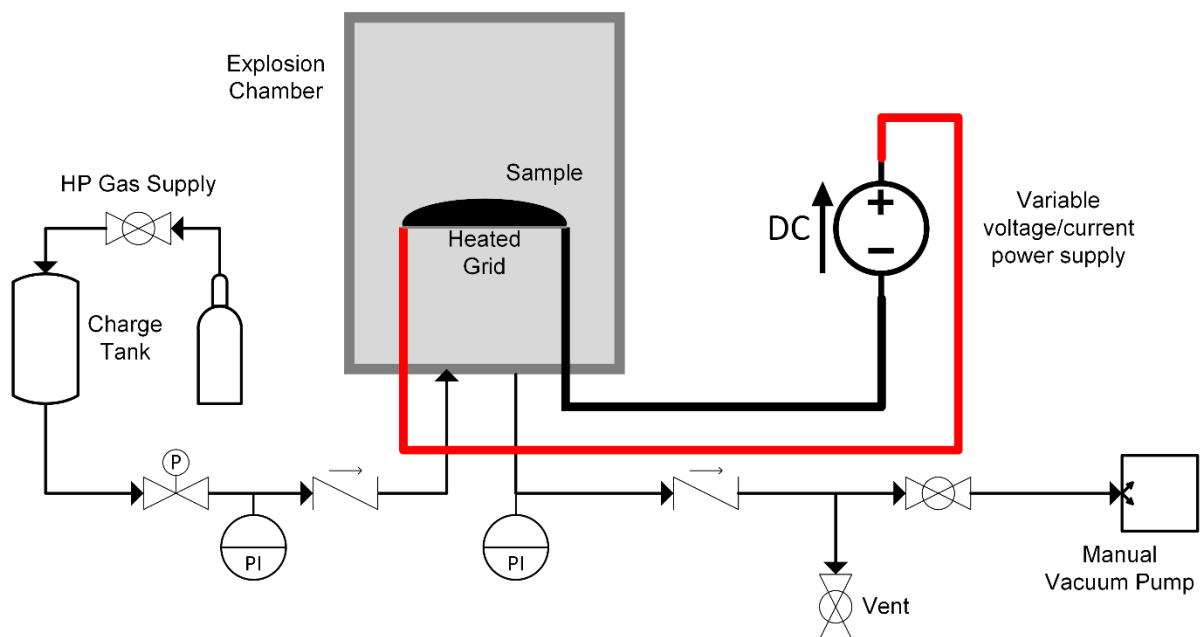 Explosion
Chamber
HP Gas Supply
Sample
Heated
Grid
DC
+
−
Variable
voltage/current
power supply
Charge
Tank
P
PI
PI
Vent
Manual
Vacuum Pump